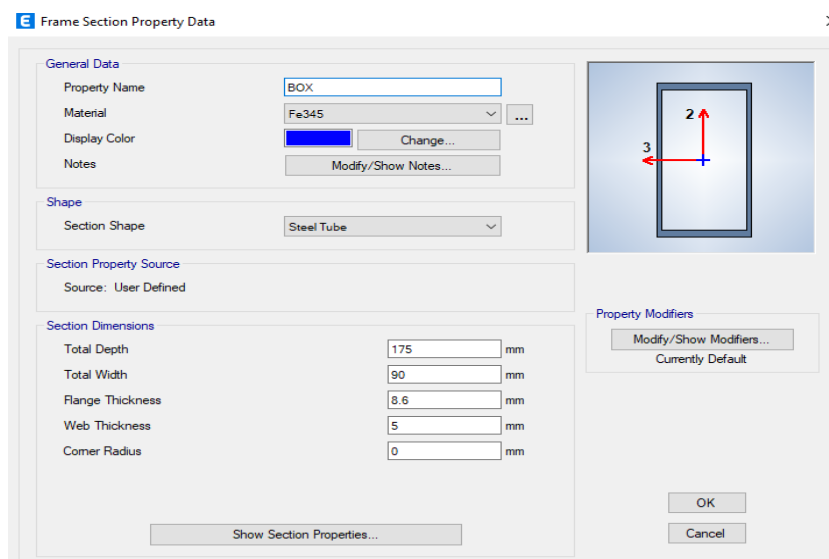 E Frame Section Property Data
General Data
Property Name BOX
Material Fe345 ...
Display Color Change...
Notes Modify/Show Notes...
Shape
Section Shape Steel Tube
Section Property Source
Source: User Defined
Section Dimensions
Total Depth 175 mm
Total Width 90 mm
Flange Thickness 8.6 mm
Web Thickness 5 mm
Corner Radius 0 mm
Show Section Properties...
2
3
Property Modifiers
Modify/Show Modifiers...
Currently Default
OK
Cancel